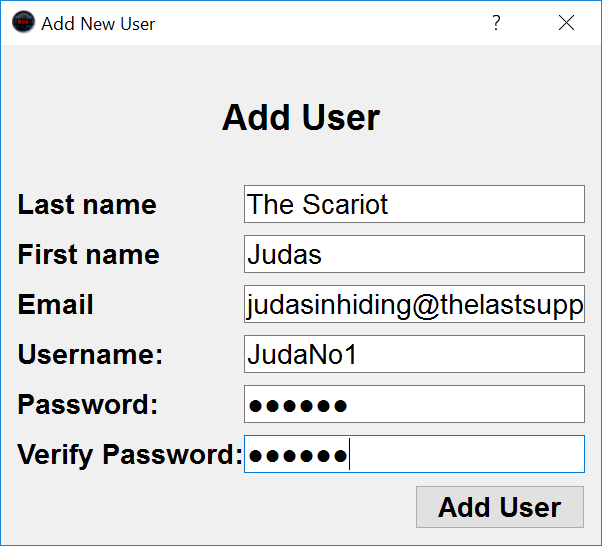 Add New User
Add User
Last name The Scariot
First name Judas
Email judasinhiding@thelastsupp
Username: JudaNo1
Password: ●●●●●●
Verify Password: ●●●●●●
Add User